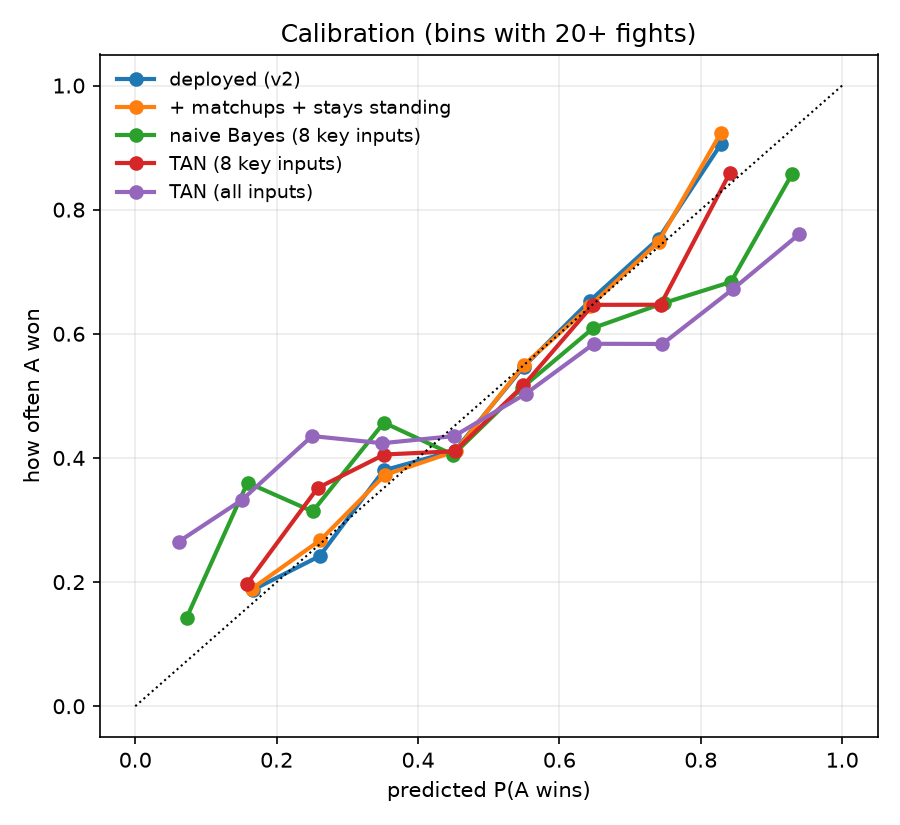 Calibration (bins with 20+ fights)
deployed (v2)
+ matchups + stays standing
naive Bayes (8 key inputs)
TAN (8 key inputs)
TAN (all inputs)
how often A won
1.0
0.8
0.6
0.4
0.2
0.0
0.0 0.2 0.4 0.6 0.8 1.0
predicted P(A wins)